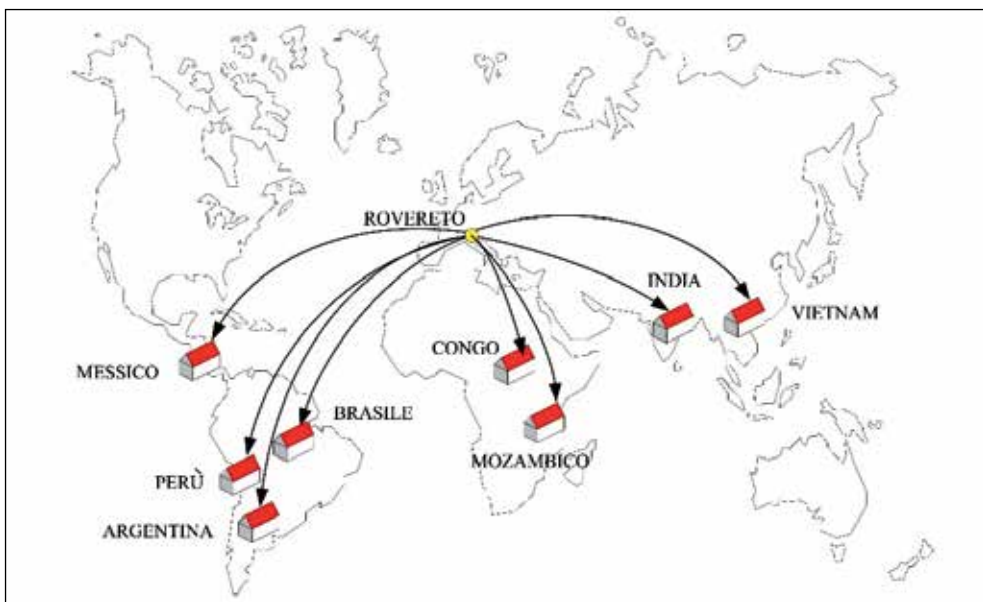 ROVERETO
INDIA
VIETNAM
CONGO
MESSICO
BRASILE
MOZAMBICO
PERÙ
ARGENTINA